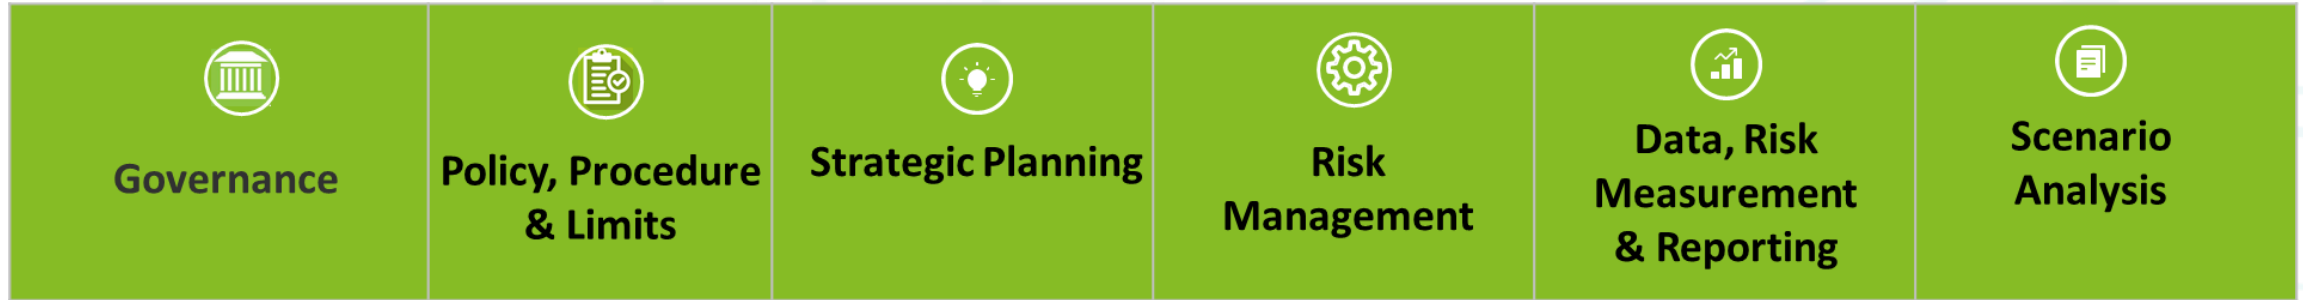 Governance
Policy, Procedure
& Limits
Strategic Planning
Risk
Management
Data, Risk
Measurement
& Reporting
Scenario
Analysis